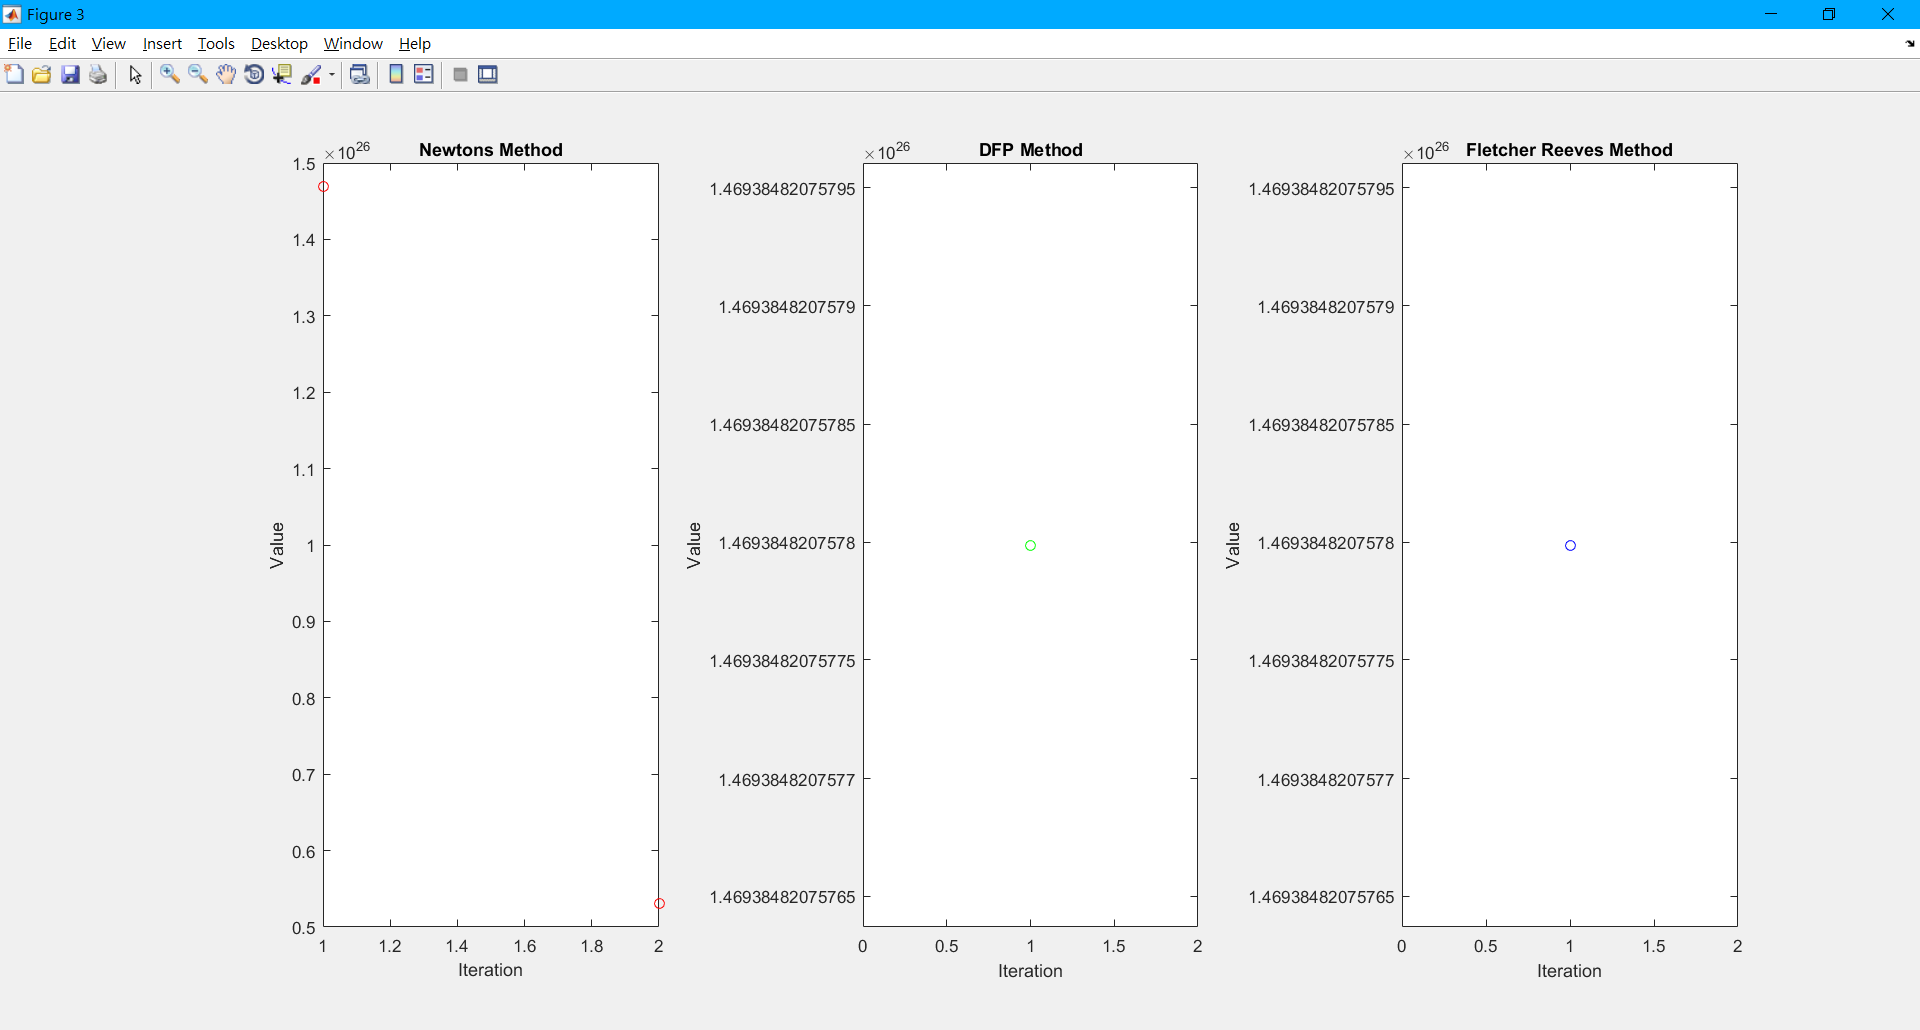 Figure 3
File Edit View Insert Tools Desktop Window Help
×10^26 Newtons Method
1.5
1.4
1.3
1.2
1.1
1
0.9
0.8
0.7
0.6
0.5
Value
1 1.2 1.4 1.6 1.8 2
Iteration
×10^26 DFP Method
1.46938482075795
1.4693848207579
1.46938482075785
1.4693848207578
1.46938482075775
1.4693848207577
1.46938482075765
Value
0 0.5 1 1.5 2
Iteration
×10^26 Fletcher Reeves Method
1.46938482075795
1.4693848207579
1.46938482075785
1.4693848207578
1.46938482075775
1.4693848207577
1.46938482075765
Value
0 0.5 1 1.5 2
Iteration